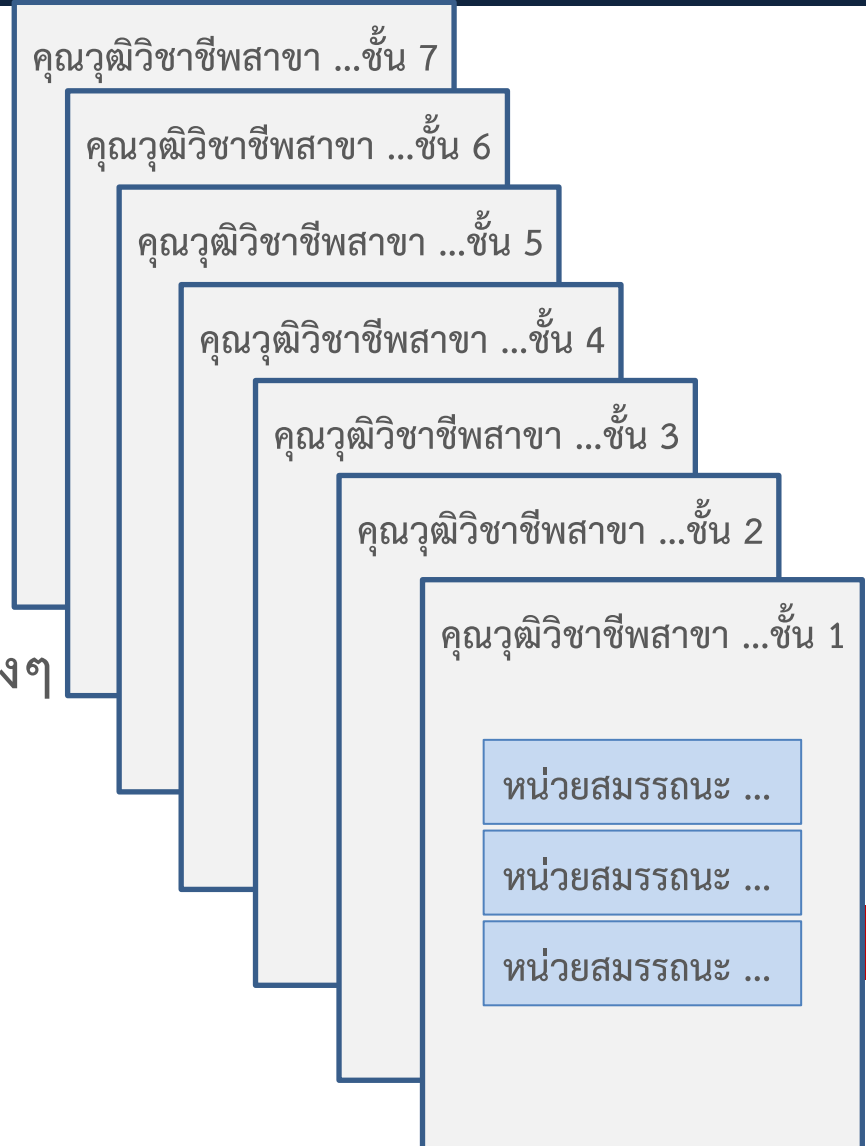 คุณวุฒิวิชาชีพสาขา ...ชั้น 7
คุณวุฒิวิชาชีพสาขา ...ชั้น 6
คุณวุฒิวิชาชีพสาขา ...ชั้น 5
คุณวุฒิวิชาชีพสาขา ...ชั้น 4
คุณวุฒิวิชาชีพสาขา ...ชั้น 3
คุณวุฒิวิชาชีพสาขา ...ชั้น 2
คุณวุฒิวิชาชีพสาขา ...ชั้น 1
หน่วยสมรรถนะ ...
หน่วยสมรรถนะ ...
หน่วยสมรรถนะ ...